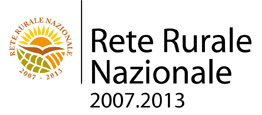 RETE RURALE NAZIONALE
2007 - 2013
Rete Rurale
Nazionale
2007.2013